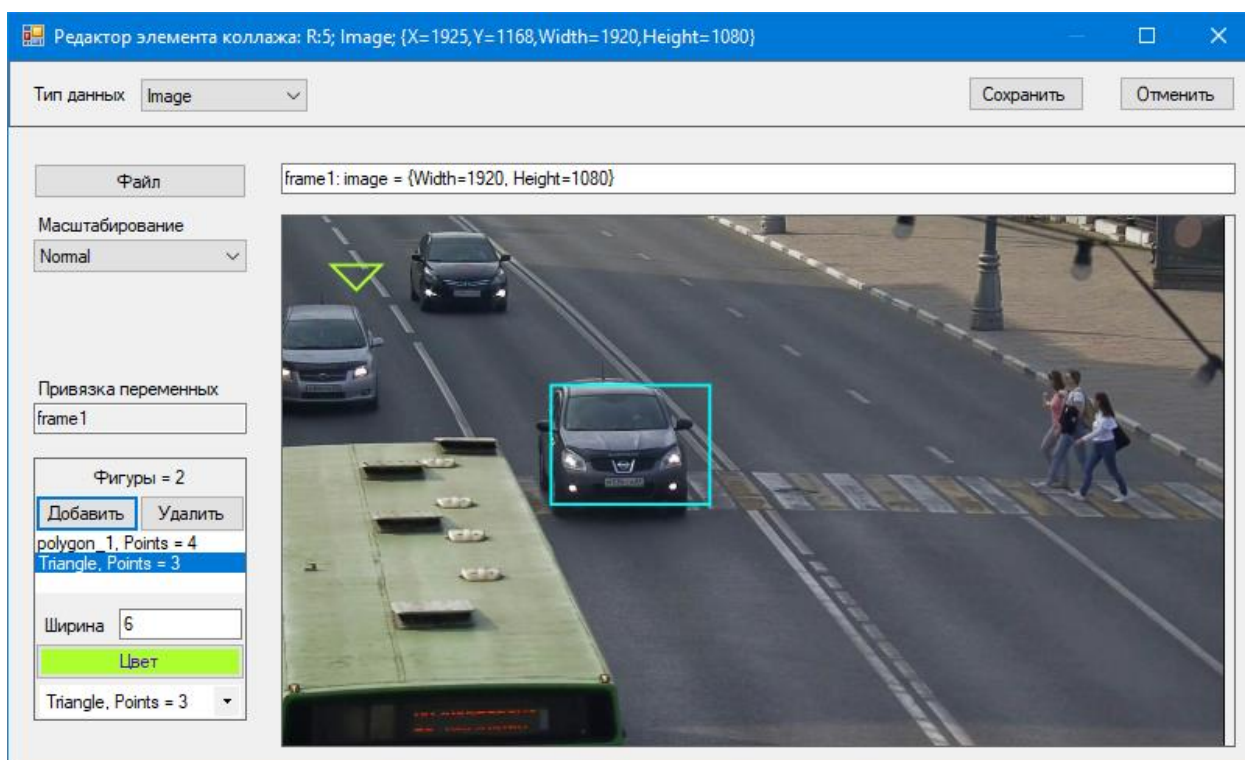 Редактор элемента коллажа: R:5; Image; {X=1925,Y=1168,Width=1920,Height=1080}
Тип данных Image Сохранить Отменить
Файл frame1: image = {Width=1920, Height=1080}
Масштабирование
Normal
Привязка переменных
frame1
Фигуры = 2
Добавить Удалить
polygon_1, Points = 4
Triangle, Points = 3
Ширина 6
Цвет
Triangle, Points = 3